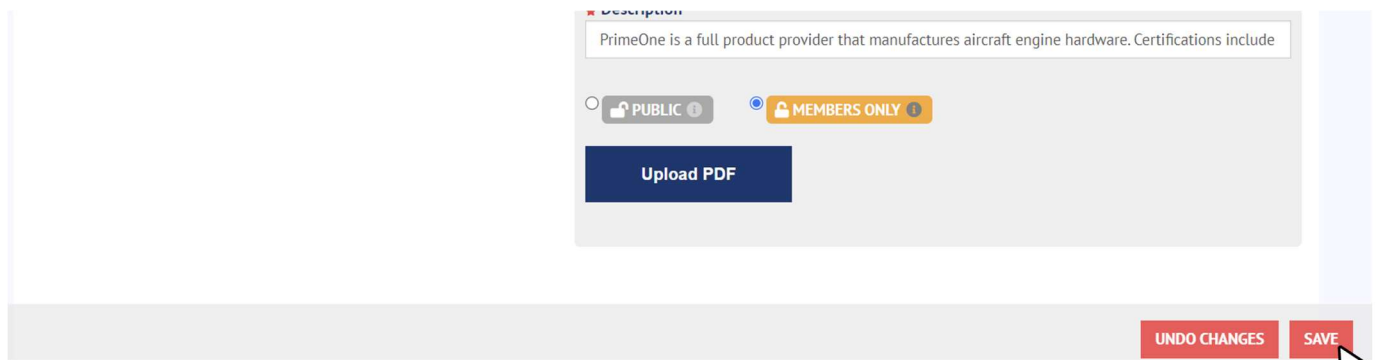 Description
PrimeOne is a full product provider that manufactures aircraft engine hardware. Certifications include
PUBLIC MEMBERS ONLY
Upload PDF
UNDO CHANGES SAVE